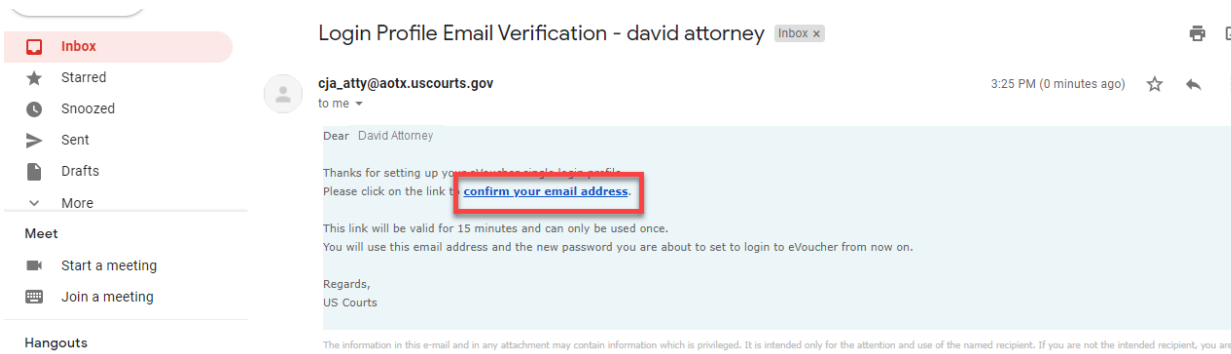 Inbox
Starred
Snoozed
Sent
Drafts
More
Meet
Start a meeting
Join a meeting
Hangouts
Login Profile Email Verification - david attorney Inbox x
cja_atty@aotx.uscourts.gov 3:25 PM (0 minutes ago)
to me
Dear David Attorney
Thanks for setting up your eVoucher single login profile.
Please click on the link to confirm your email address.
This link will be valid for 15 minutes and can only be used once.
You will use this email address and the new password you are about to set to login to eVoucher from now on.
Regards,
US Courts
The information in this e-mail and in any attachment may contain information which is privileged. It is intended only for the attention and use of the named recipient. If you are not the intended recipient, you are